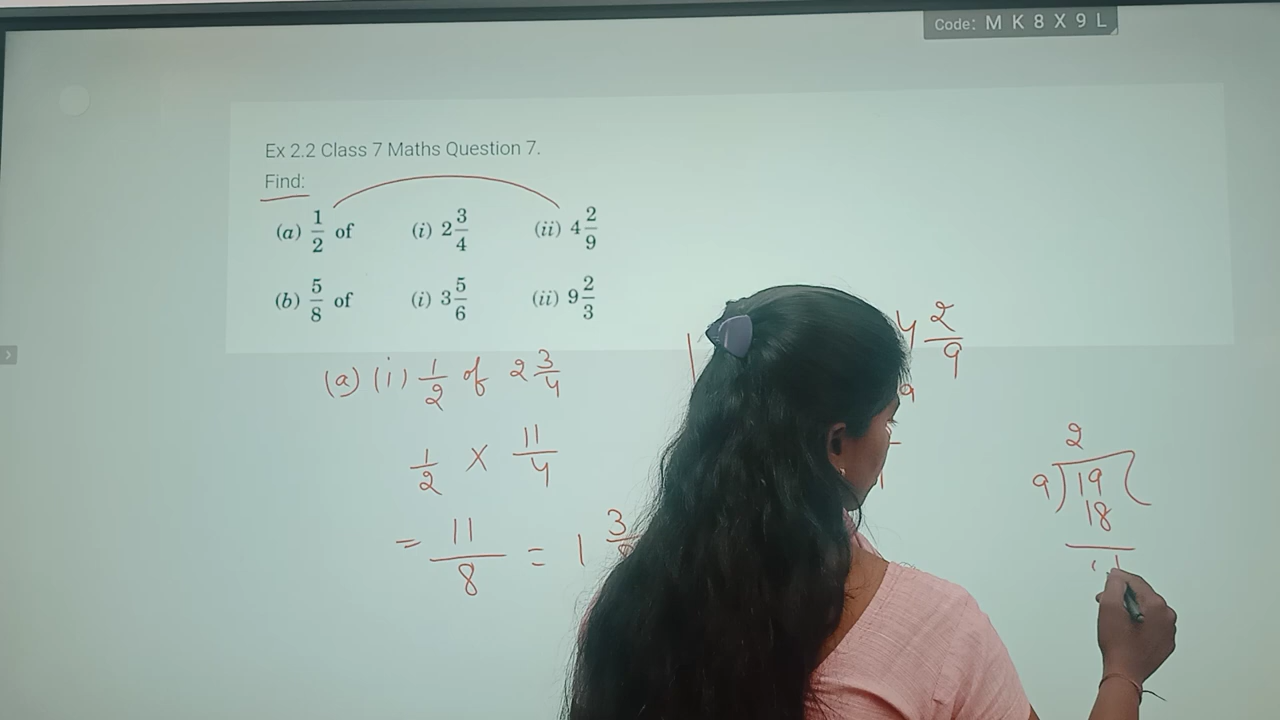 Code: M K 8 X 9 L
Ex 2.2 Class 7 Maths Question 7.
Find:
(a) 1/2 of (i) 2 3/4 (ii) 4 2/9
(b) 5/8 of (i) 3 5/6 (ii) 9 2/3
(a) (i) 1/2 of 2 3/4
1/2 X 11/4
= 11/8 = 1 3
4 2/9
9
2
9) 19 (
18
1